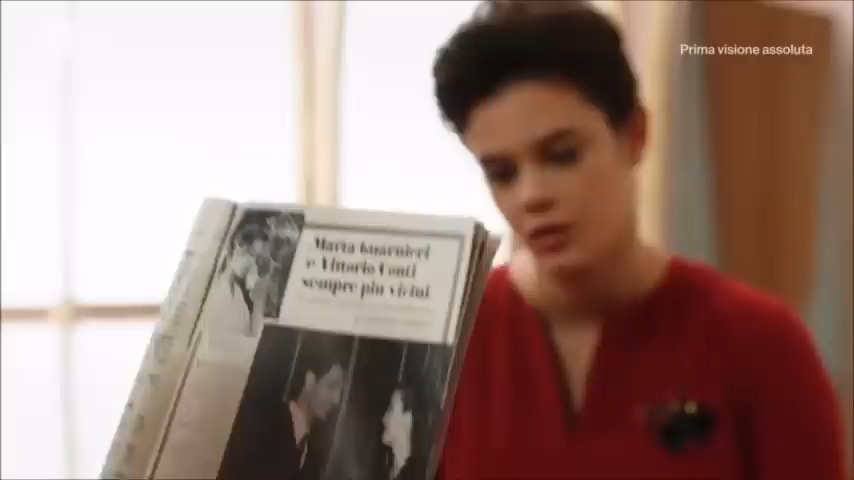 Prima visione assoluta
Marta Guarnieri
e Vittorio Conti
sempre più vicini